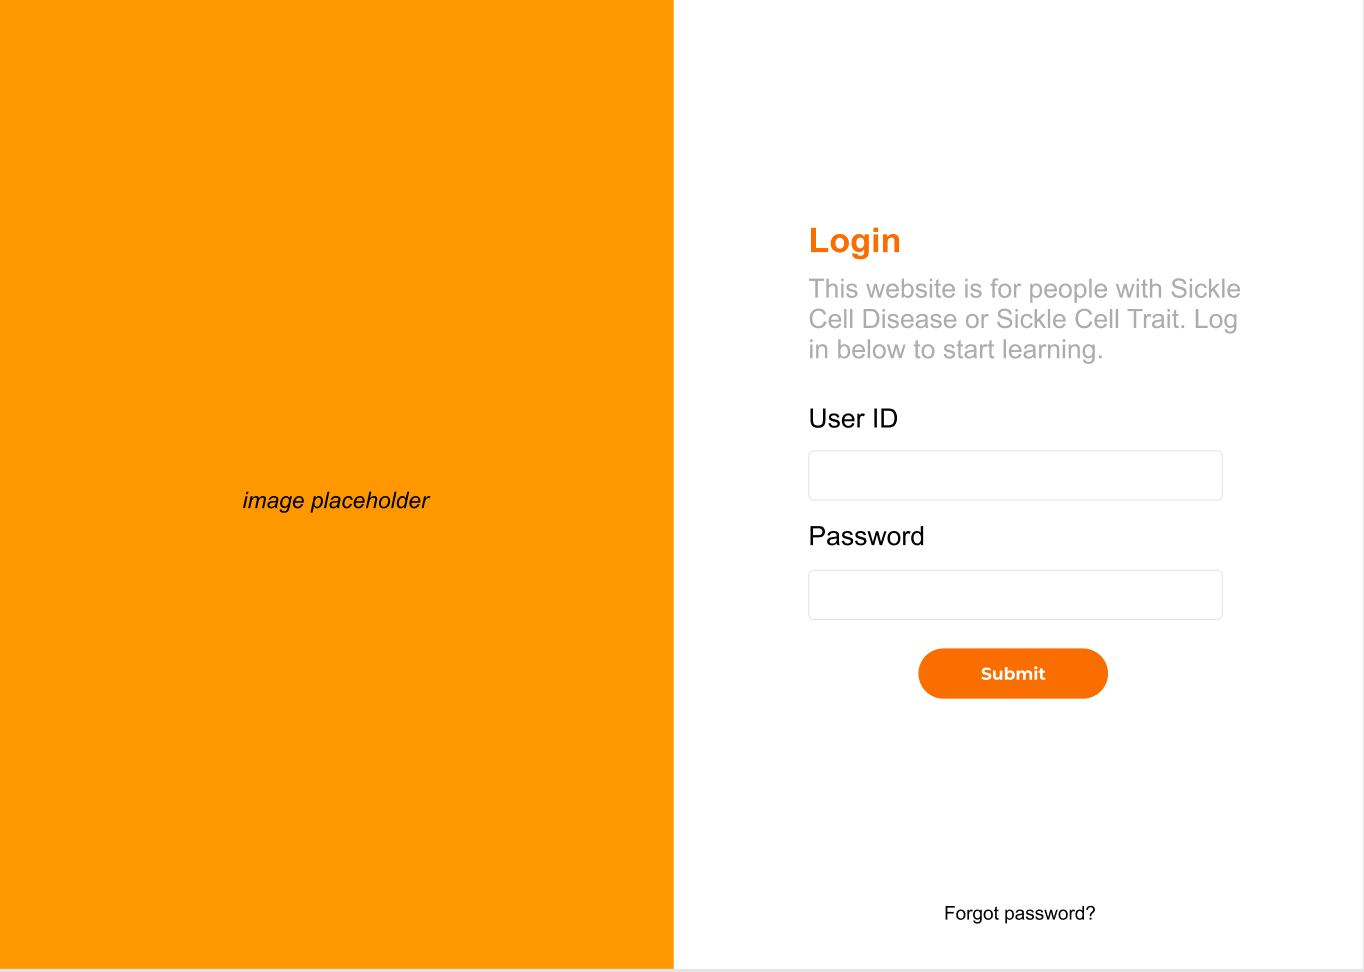 image placeholder
Login
This website is for people with Sickle
Cell Disease or Sickle Cell Trait. Log
in below to start learning.
User ID
Password
Submit
Forgot password?